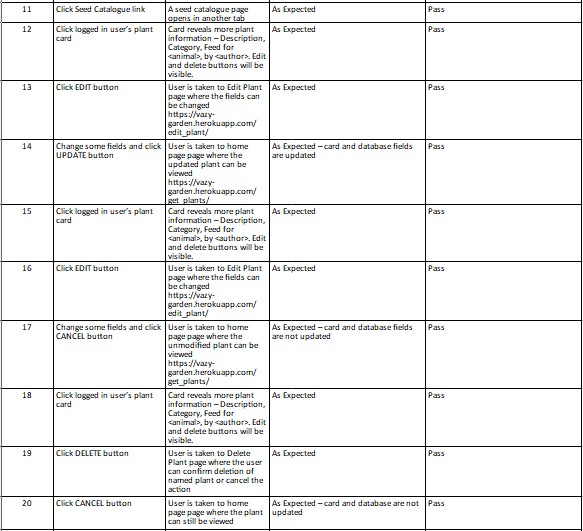 11 Click Seed Catalogue link A seed catalogue page As Expected Pass
opens in another tab
12 Click logged in user's plant Card reveals more plant As Expected Pass
card information – Description,
Category, Feed for
<animal>, by <author>. Edit
and delete buttons will be
visible.
13 Click EDIT button User is taken to Edit Plant As Expected Pass
page where the fields can
be changed
https://vazy-
garden.herokuapp.com/
edit_plant/
14 Change some fields and click User is taken to home As Expected – card and database fields Pass
UPDATE button page page where the are updated
updated plant can be
viewed
https://vazy-
garden.herokuapp.com/
get_plants/
15 Click logged in user's plant Card reveals more plant As Expected Pass
card information – Description,
Category, Feed for
<animal>, by <author>. Edit
and delete buttons will be
visible.
16 Click EDIT button User is taken to Edit Plant As Expected Pass
page where the fields can
be changed
https://vazy-
garden.herokuapp.com/
edit_plant/
17 Change some fields and click User is taken to home As Expected – card and database fields Pass
CANCEL button page page where the are not updated
unmodified plant can be
viewed
https://vazy-
garden.herokuapp.com/
get_plants/
18 Click logged in user's plant Card reveals more plant As Expected Pass
card information – Description,
Category, Feed for
<animal>, by <author>. Edit
and delete buttons will be
visible.
19 Click DELETE button User is taken to Delete As Expected Pass
Plant page where the user
can confirm deletion of
named plant or cancel the
action
20 Click CANCEL button User is taken to home As Expected – card and database are not Pass
page where the plant updated
can still be viewed